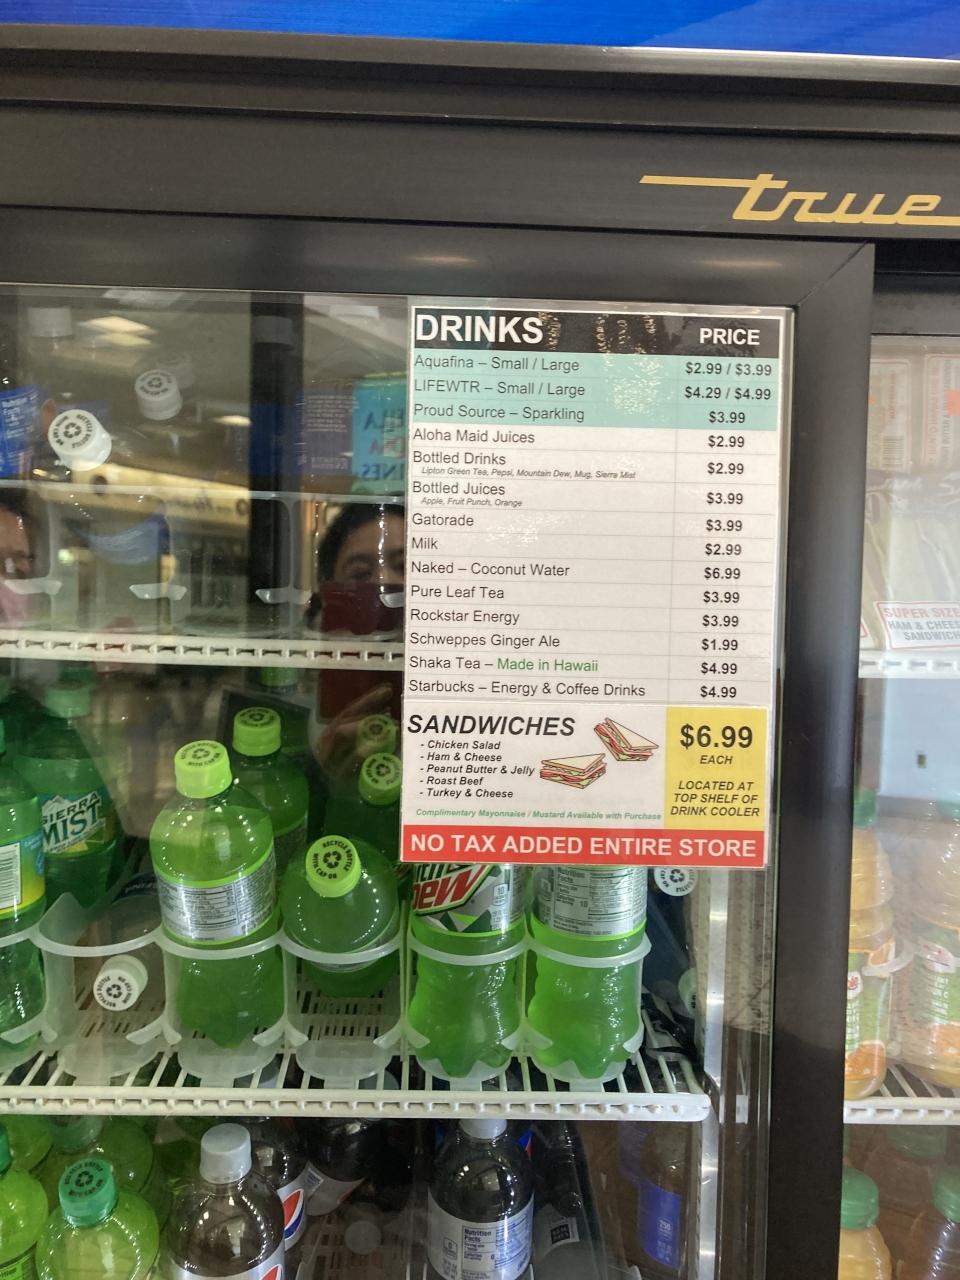 true
DRINKS PRICE
Aquafina – Small / Large $2.99 / $3.99
LIFEWTR – Small / Large $4.29 / $4.99
Proud Source – Sparkling $3.99
Aloha Maid Juices $2.99
Bottled Drinks $2.99
Lipton Green Tea, Pepsi, Mountain Dew, Mug, Sierra Mist
Bottled Juices $3.99
Apple, Fruit Punch, Orange
Gatorade $3.99
Milk $2.99
Naked – Coconut Water $6.99
Pure Leaf Tea $3.99
Rockstar Energy $3.99
Schweppes Ginger Ale $1.99
Shaka Tea – Made in Hawaii $4.99
Starbucks – Energy & Coffee Drinks $4.99
SANDWICHES
- Chicken Salad
- Ham & Cheese
- Peanut Butter & Jelly
- Roast Beef
- Turkey & Cheese
$6.99
EACH
LOCATED AT
TOP SHELF OF
DRINK COOLER
Complimentary Mayonnaise / Mustard Available with Purchase
NO TAX ADDED ENTIRE STORE
SUPER SIZE
HAM & CHEESE
SANDWICH
SIERRA
MIST
DEW
Nutrition
Facts